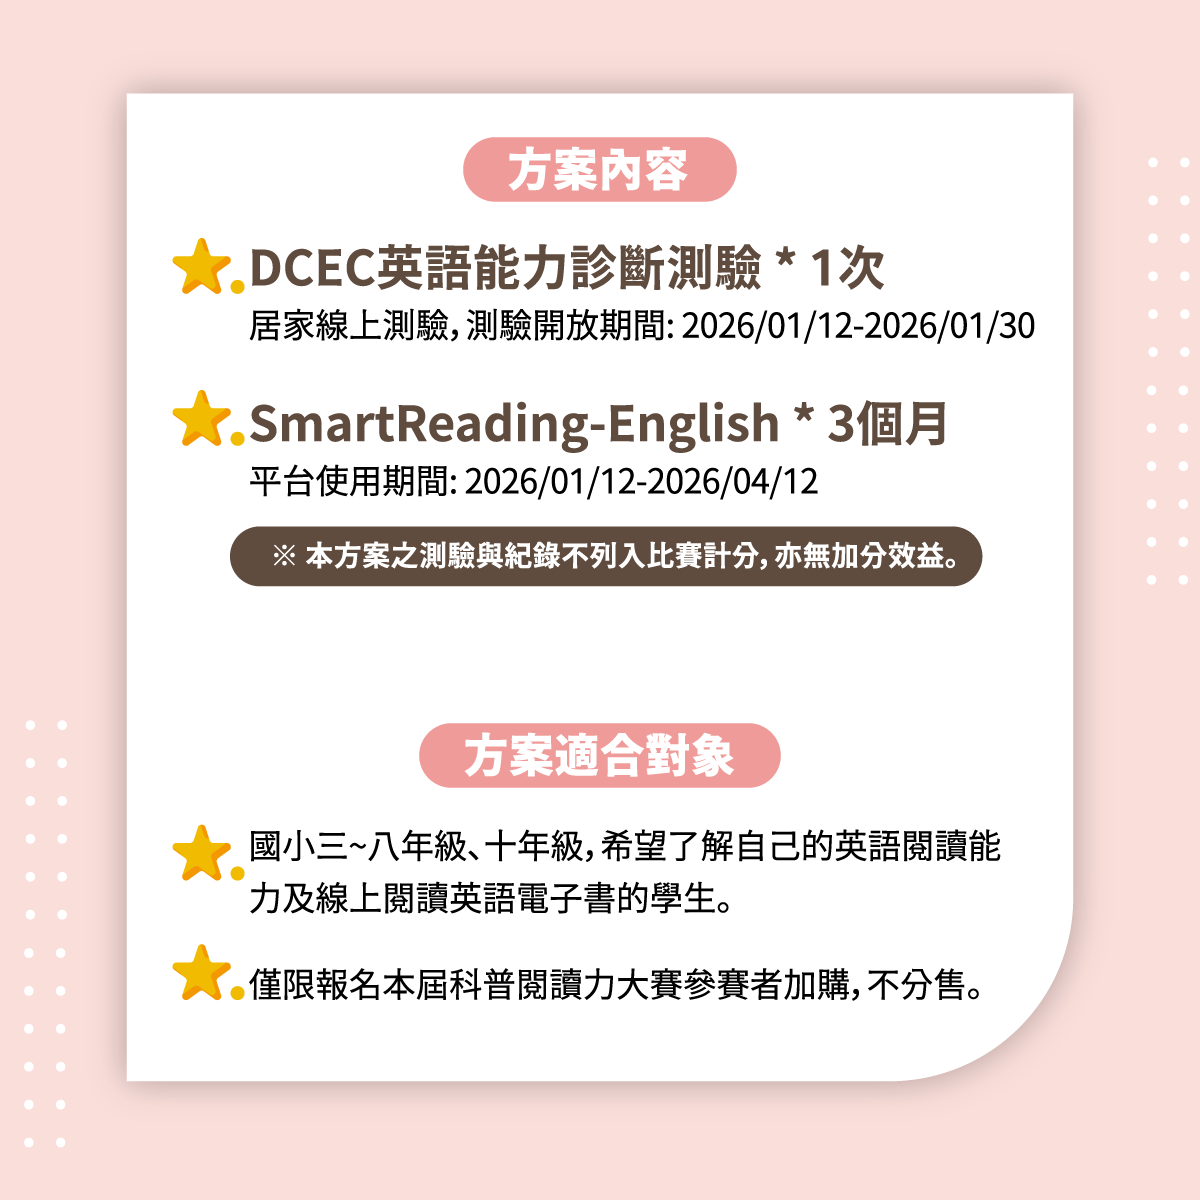 方案內容
DCEC英語能力診斷測驗 * 1次
居家線上測驗，測驗開放期間: 2026/01/12-2026/01/30
SmartReading-English * 3個月
平台使用期間: 2026/01/12-2026/04/12
※ 本方案之測驗與紀錄不列入比賽計分，亦無加分效益。
方案適合對象
國小三~八年級、十年級，希望了解自己的英語閱讀能
力及線上閱讀英語電子書的學生。
僅限報名本屆科普閱讀力大賽參賽者加購，不分售。